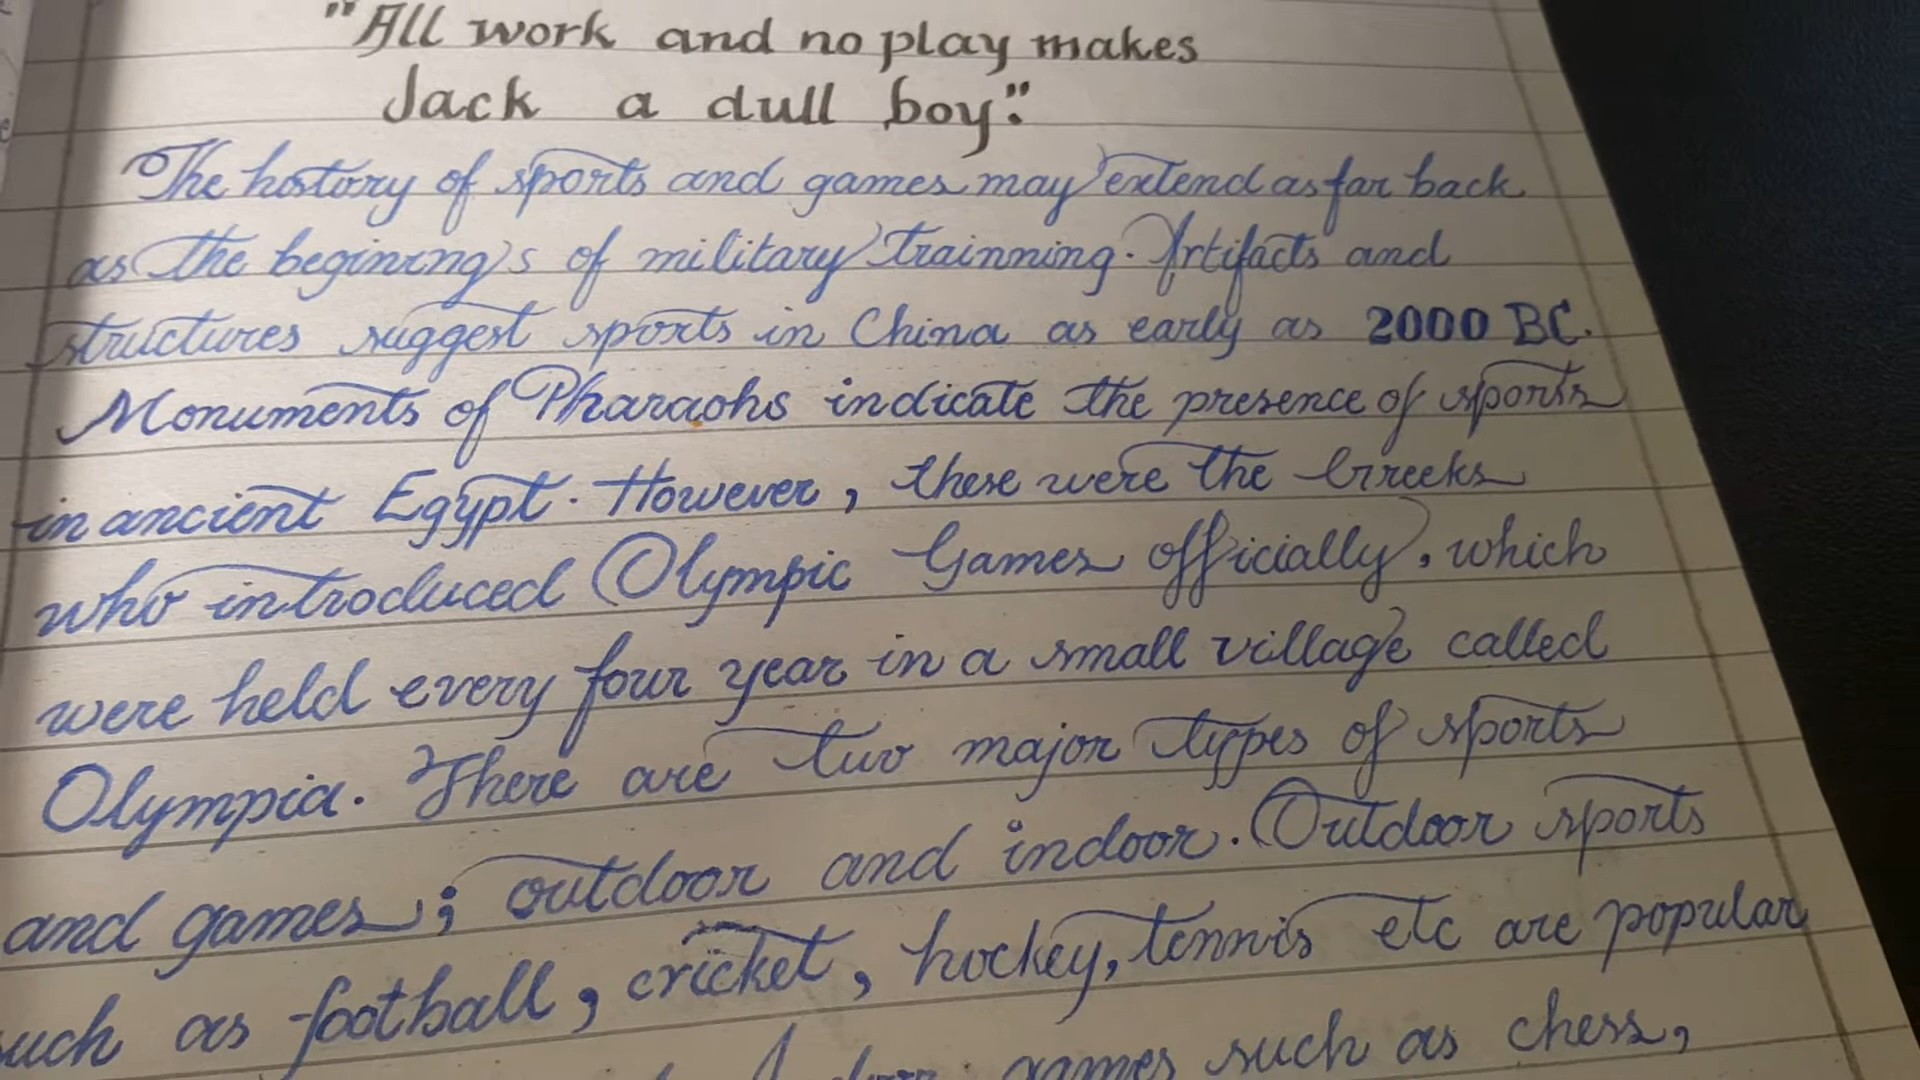 "All work and no play makes
Jack a dull boy".
The history of sports and games may extend as far back
as the begining's of military trainning. Artifacts and
structures suggest sports in China as early as 2000 BC.
Monuments of Pharaohs indicate the presence of sports
in ancient Egypt. However, these were the Greeks
who introduced Olympic Games officially, which
were held every four year in a small village called
Olympia. There are two major types of sports
and games; outdoor and indoor. Outdoor sports
such as football, cricket, hockey, tennis etc are popular
games such as chess,